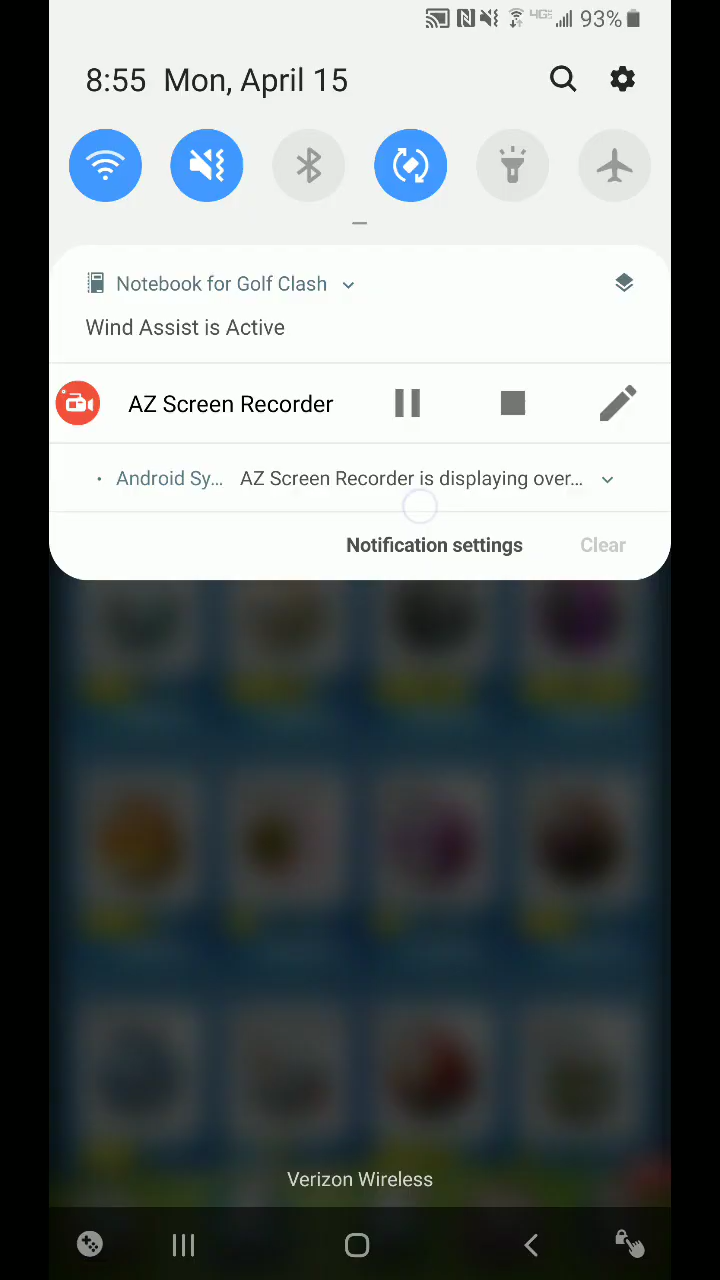 4GE 93%
8:55 Mon, April 15
Notebook for Golf Clash
Wind Assist is Active
AZ Screen Recorder
• Android Sy... AZ Screen Recorder is displaying over...
Notification settings Clear
Verizon Wireless